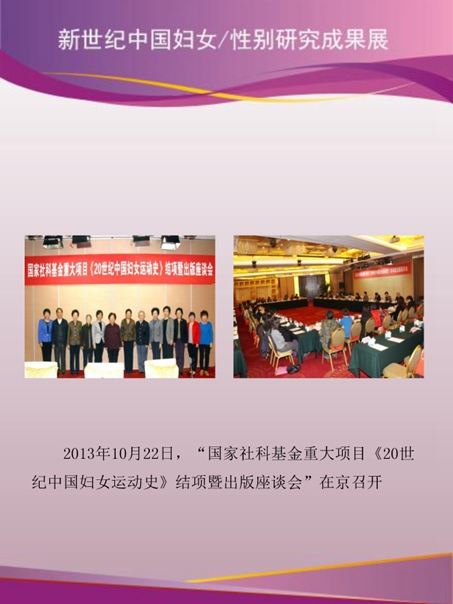 新世纪中国妇女/性别研究成果展
国家社科基金重大项目《20世纪中国妇女运动史》结项暨出版座谈会
2013年10月22日，“国家社科基金重大项目《20世
纪中国妇女运动史》结项暨出版座谈会”在京召开